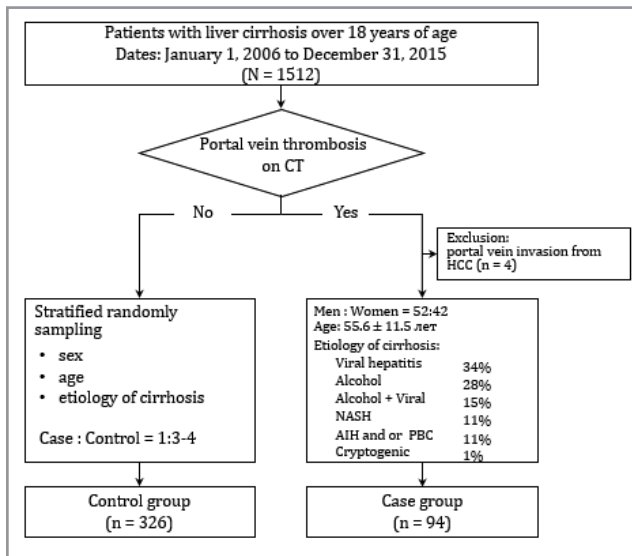 Patients with liver cirrhosis over 18 years of age
Dates: January 1, 2006 to December 31, 2015
(N = 1512)
Portal vein thrombosis
on CT
No
Yes
Exclusion:
portal vein invasion from
HCC (n = 4)
Stratified randomly
sampling
• sex
• age
• etiology of cirrhosis
Case : Control = 1:3-4
Men : Women = 52:42
Age: 55.6 ± 11.5 лет
Etiology of cirrhosis:
Viral hepatitis 34%
Alcohol 28%
Alcohol + Viral 15%
NASH 11%
AIH and or PBC 11%
Cryptogenic 1%
Control group
(n = 326)
Case group
(n = 94)